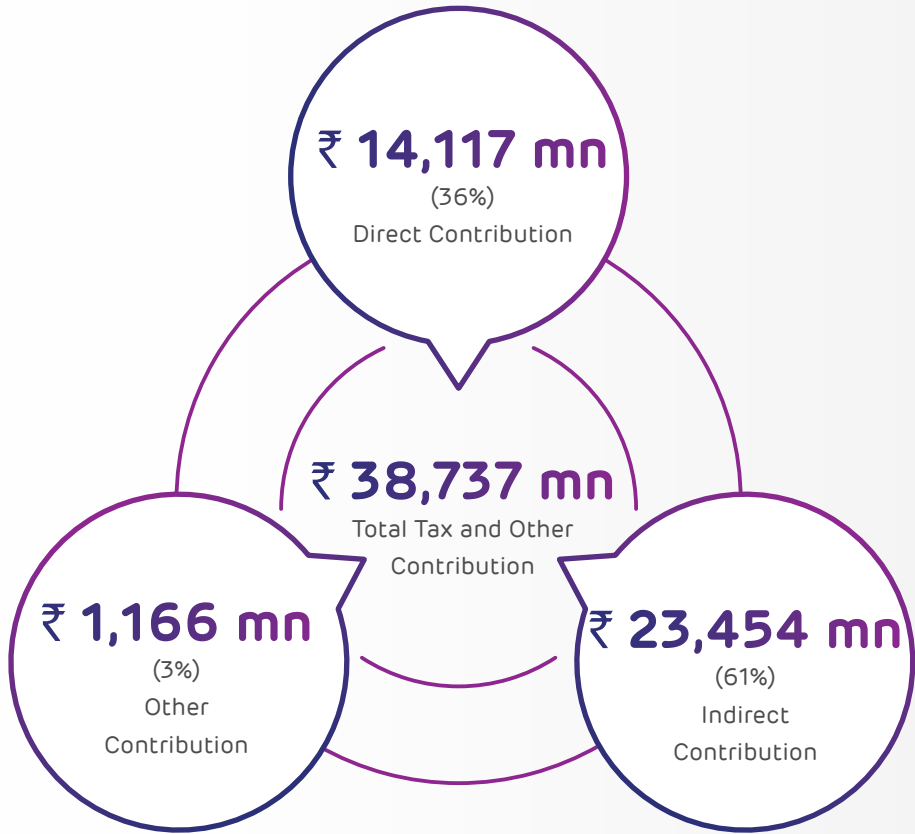 ₹ 14,117 mn
(36%)
Direct Contribution
₹ 38,737 mn
Total Tax and Other
Contribution
₹ 1,166 mn
(3%)
Other
Contribution
₹ 23,454 mn
(61%)
Indirect
Contribution